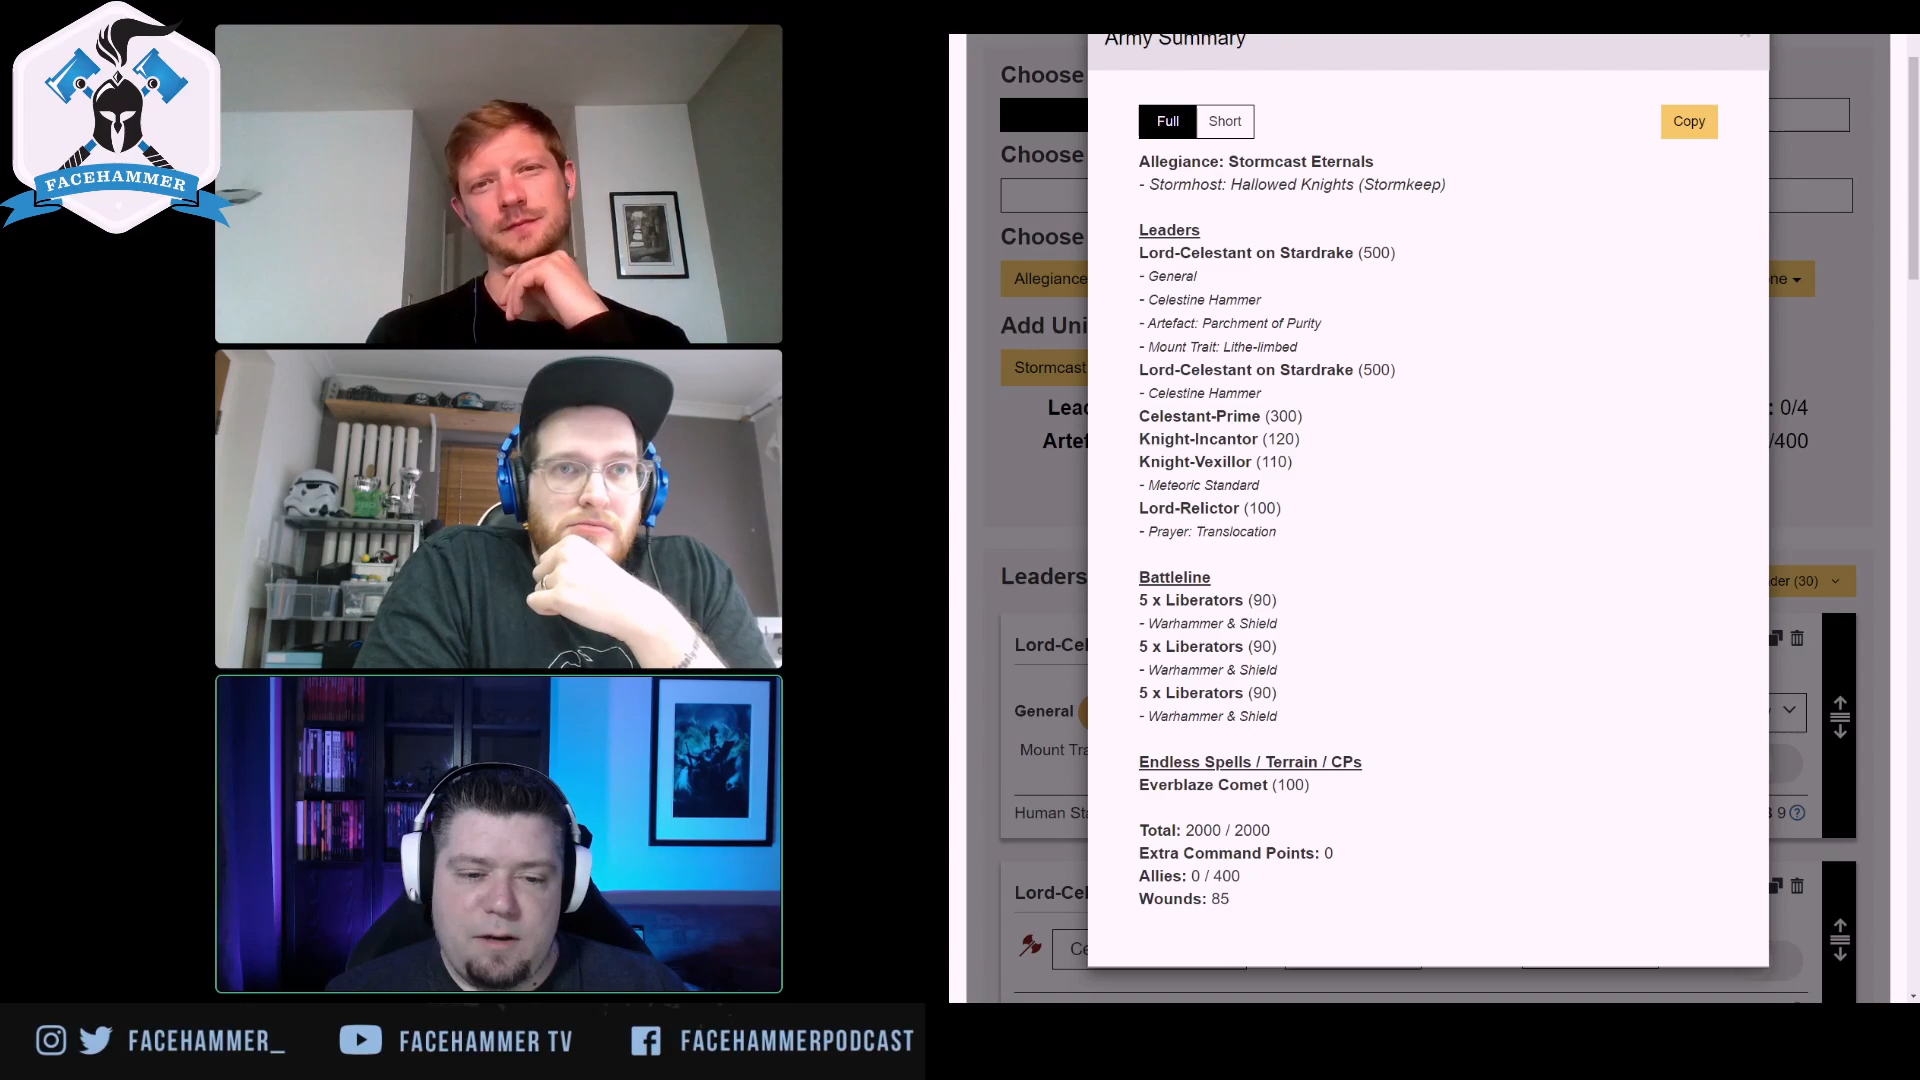 FACEHAMMER
Army Summary
Choose
Choose
Choose
Allegiance
ne
Add Uni
Stormcast
Lead
: 0/4
Artef
/400
Leaders
der (30)
Lord-Cel
General
Mount Tra
Human Sta
9
Lord-Cel
Ce
Full
Short
Copy
Allegiance: Stormcast Eternals
- Stormhost: Hallowed Knights (Stormkeep)
Leaders
Lord-Celestant on Stardrake (500)
- General
- Celestine Hammer
- Artefact: Parchment of Purity
- Mount Trait: Lithe-limbed
Lord-Celestant on Stardrake (500)
- Celestine Hammer
Celestant-Prime (300)
Knight-Incantor (120)
Knight-Vexillor (110)
- Meteoric Standard
Lord-Relictor (100)
- Prayer: Translocation
Battleline
5 x Liberators (90)
- Warhammer & Shield
5 x Liberators (90)
- Warhammer & Shield
5 x Liberators (90)
- Warhammer & Shield
Endless Spells / Terrain / CPs
Everblaze Comet (100)
Total: 2000 / 2000
Extra Command Points: 0
Allies: 0 / 400
Wounds: 85
FACEHAMMER_
FACEHAMMER TV
FACEHAMMERPODCAST